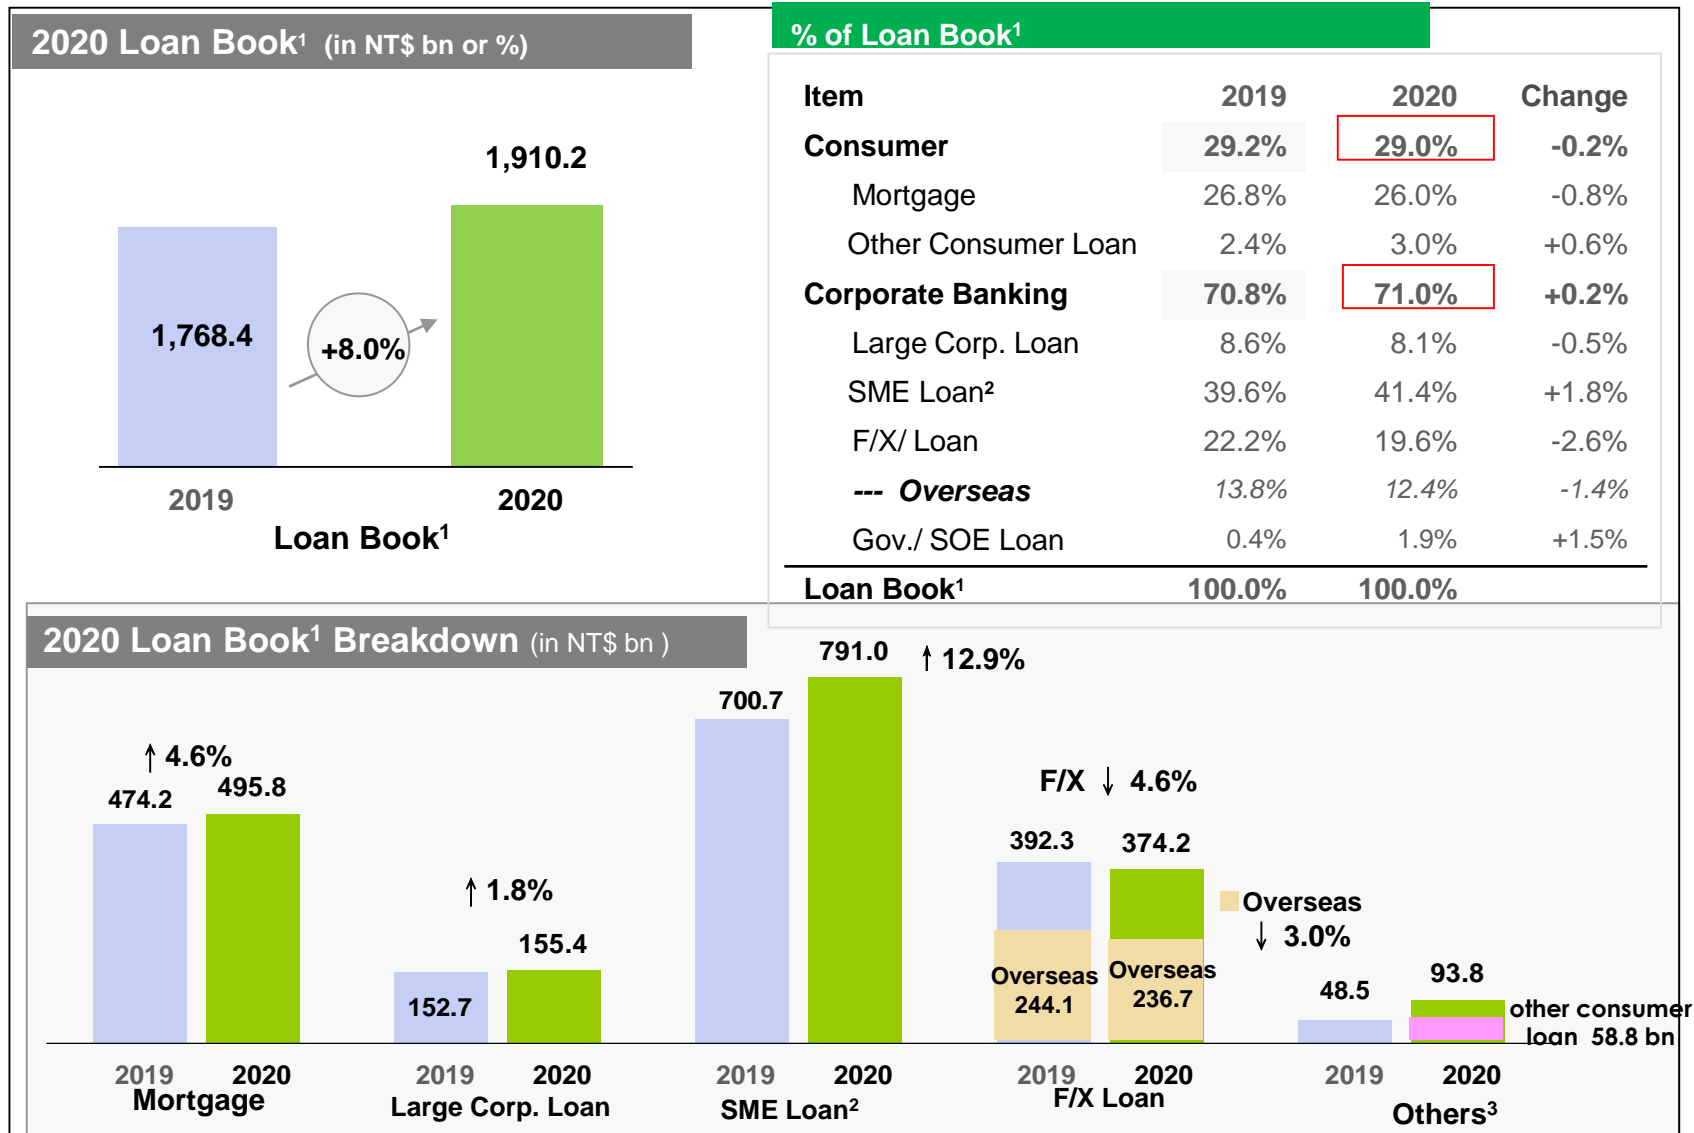 2020 Loan Book¹ (in NT$ bn or %)
1,910.2
1,768.4
+8.0%
2019 2020
Loan Book¹
% of Loan Book¹
Item 2019 2020 Change
Consumer 29.2% 29.0% -0.2%
Mortgage 26.8% 26.0% -0.8%
Other Consumer Loan 2.4% 3.0% +0.6%
Corporate Banking 70.8% 71.0% +0.2%
Large Corp. Loan 8.6% 8.1% -0.5%
SME Loan² 39.6% 41.4% +1.8%
F/X/ Loan 22.2% 19.6% -2.6%
--- Overseas 13.8% 12.4% -1.4%
Gov./ SOE Loan 0.4% 1.9% +1.5%
Loan Book¹ 100.0% 100.0%
2020 Loan Book¹ Breakdown (in NT$ bn )
↑ 4.6%
474.2 495.8
2019 2020
Mortgage
↑ 1.8%
152.7 155.4
2019 2020
Large Corp. Loan
700.7 791.0 ↑ 12.9%
2019 2020
SME Loan²
F/X ↓ 4.6%
392.3 374.2
Overseas
244.1
Overseas
236.7
Overseas
↓ 3.0%
2019 2020
F/X Loan
48.5 93.8
other consumer
loan 58.8 bn
2019 2020
Others³